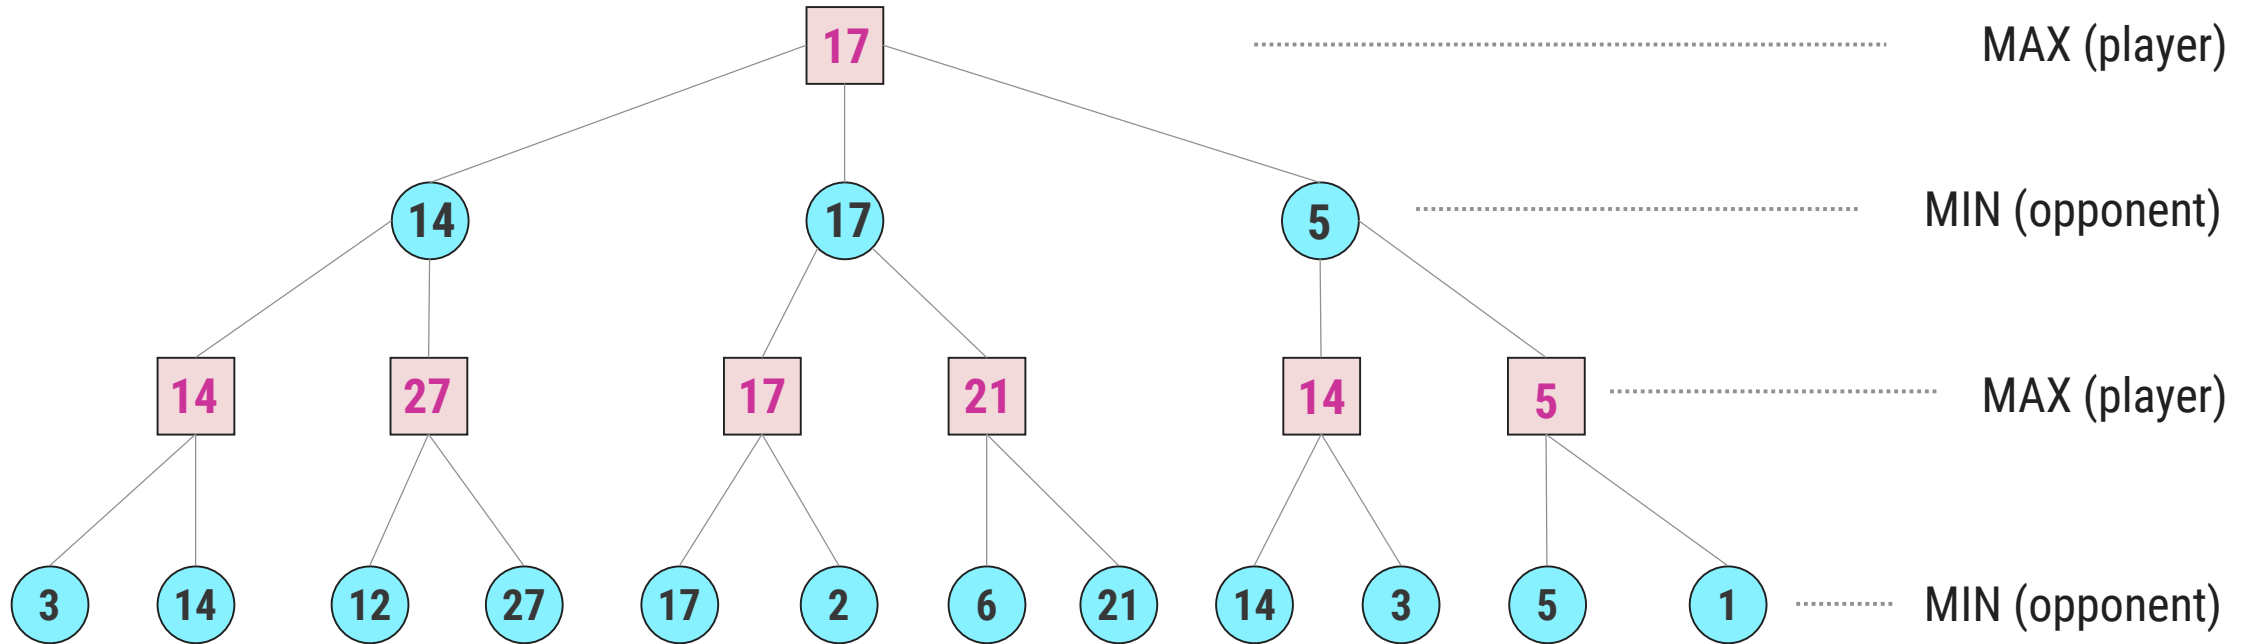 17 MAX (player)
14 17 5 MIN (opponent)
14 27 17 21 14 5 MAX (player)
3 14 12 27 17 2 6 21 14 3 5 1 MIN (opponent)